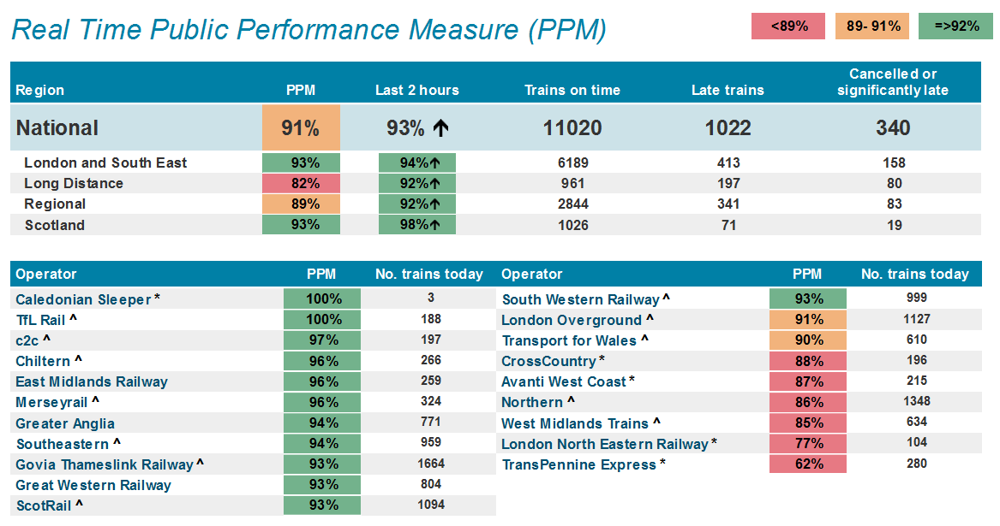 Real Time Public Performance Measure (PPM) <89% 89- 91% =>92%
Region PPM Last 2 hours Trains on time Late trains Cancelled or significantly late
National 91% 93% ↑ 11020 1022 340
London and South East 93% 94%↑ 6189 413 158
Long Distance 82% 92%↑ 961 197 80
Regional 89% 92%↑ 2844 341 83
Scotland 93% 98%↑ 1026 71 19
Operator PPM No. trains today Operator PPM No. trains today
Caledonian Sleeper * 100% 3 South Western Railway ^ 93% 999
TfL Rail ^ 100% 188 London Overground ^ 91% 1127
c2c ^ 97% 197 Transport for Wales ^ 90% 610
Chiltern ^ 96% 266 CrossCountry * 88% 196
East Midlands Railway 96% 259 Avanti West Coast * 87% 215
Merseyrail ^ 96% 324 Northern ^ 86% 1348
Greater Anglia 94% 771 West Midlands Trains ^ 85% 634
Southeastern ^ 94% 959 London North Eastern Railway * 77% 104
Govia Thameslink Railway ^ 93% 1664 TransPennine Express * 62% 280
Great Western Railway 93% 804
ScotRail ^ 93% 1094